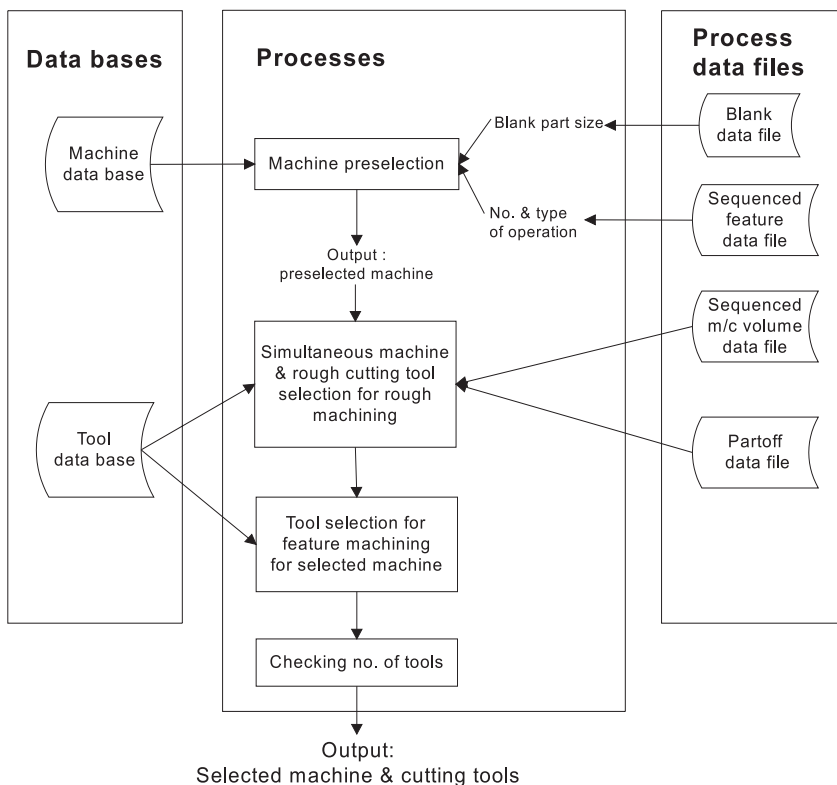 Data bases
Machine
data base
Tool
data base
Processes
Machine preselection
Blank part size
No. & type
of operation
Output :
preselected machine
Simultaneous machine
& rough cutting tool
selection for rough
machining
Tool selection for
feature machining
for selected machine
Checking no. of tools
Output:
Selected machine & cutting tools
Process
data files
Blank
data file
Sequenced
feature
data file
Sequenced
m/c volume
data file
Partoff
data file